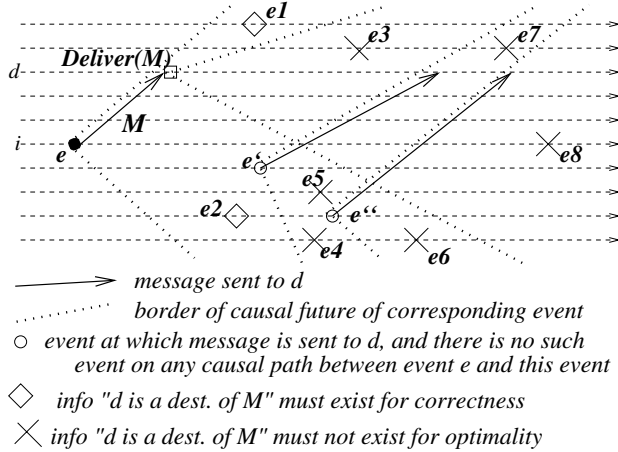 e1
e3
e7
Deliver(M)
d
M
i
e
e'
e8
e5
e2
e''
e4
e6
message sent to d
border of causal future of corresponding event
event at which message is sent to d, and there is no such
event on any causal path between event e and this event
info "d is a dest. of M" must exist for correctness
info "d is a dest. of M" must not exist for optimality